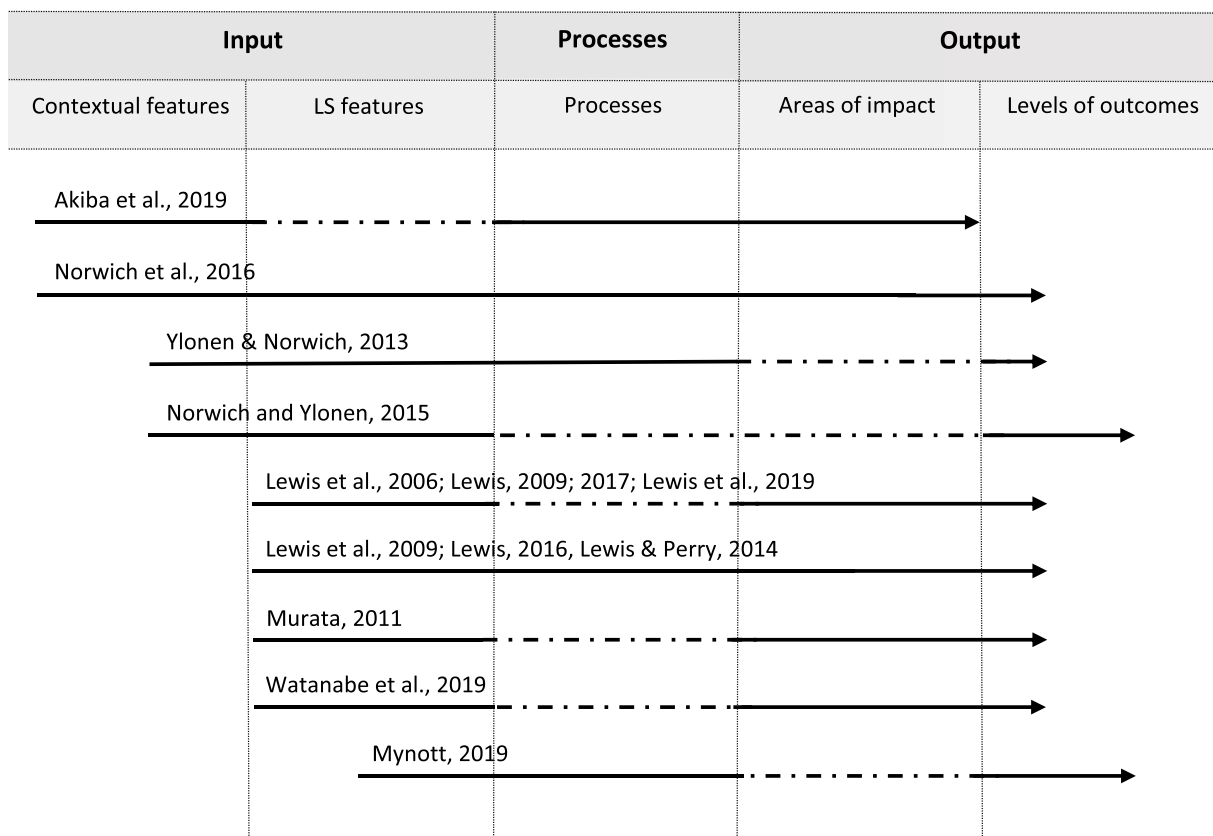 Input Processes Output
Contextual features LS features Processes Areas of impact Levels of outcomes
Akiba et al., 2019
Norwich et al., 2016
Ylonen & Norwich, 2013
Norwich and Ylonen, 2015
Lewis et al., 2006; Lewis, 2009; 2017; Lewis et al., 2019
Lewis et al., 2009; Lewis, 2016, Lewis & Perry, 2014
Murata, 2011
Watanabe et al., 2019
Mynott, 2019